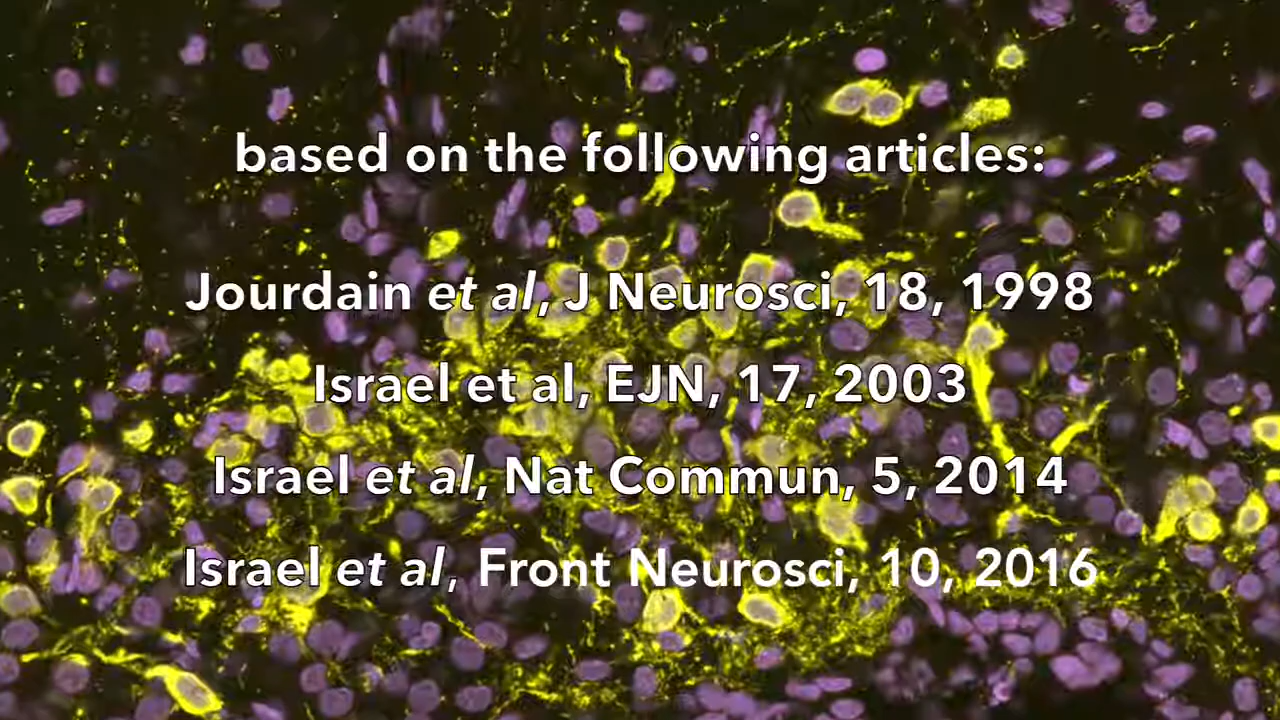 based on the following articles:
Jourdain et al, J Neurosci, 18, 1998
Israel et al, EJN, 17, 2003
Israel et al, Nat Commun, 5, 2014
Israel et al, Front Neurosci, 10, 2016